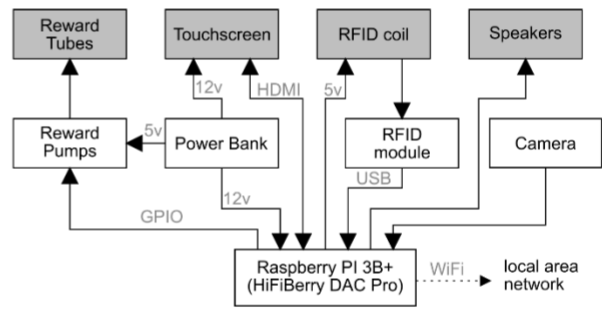 Reward
Tubes
Touchscreen
RFID coil
Speakers
12v
HDMI
5v
Reward
Pumps
5v
Power Bank
RFID
module
Camera
USB
12v
GPIO
Raspberry PI 3B+
(HiFiBerry DAC Pro)
WiFi
local area
network